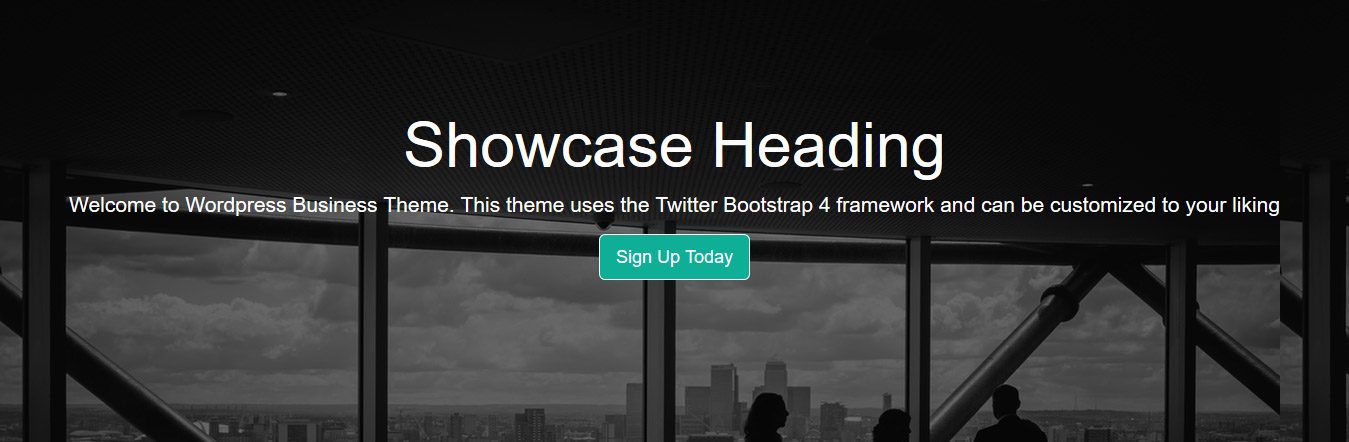 Showcase Heading
Welcome to Wordpress Business Theme. This theme uses the Twitter Bootstrap 4 framework and can be customized to your liking
Sign Up Today